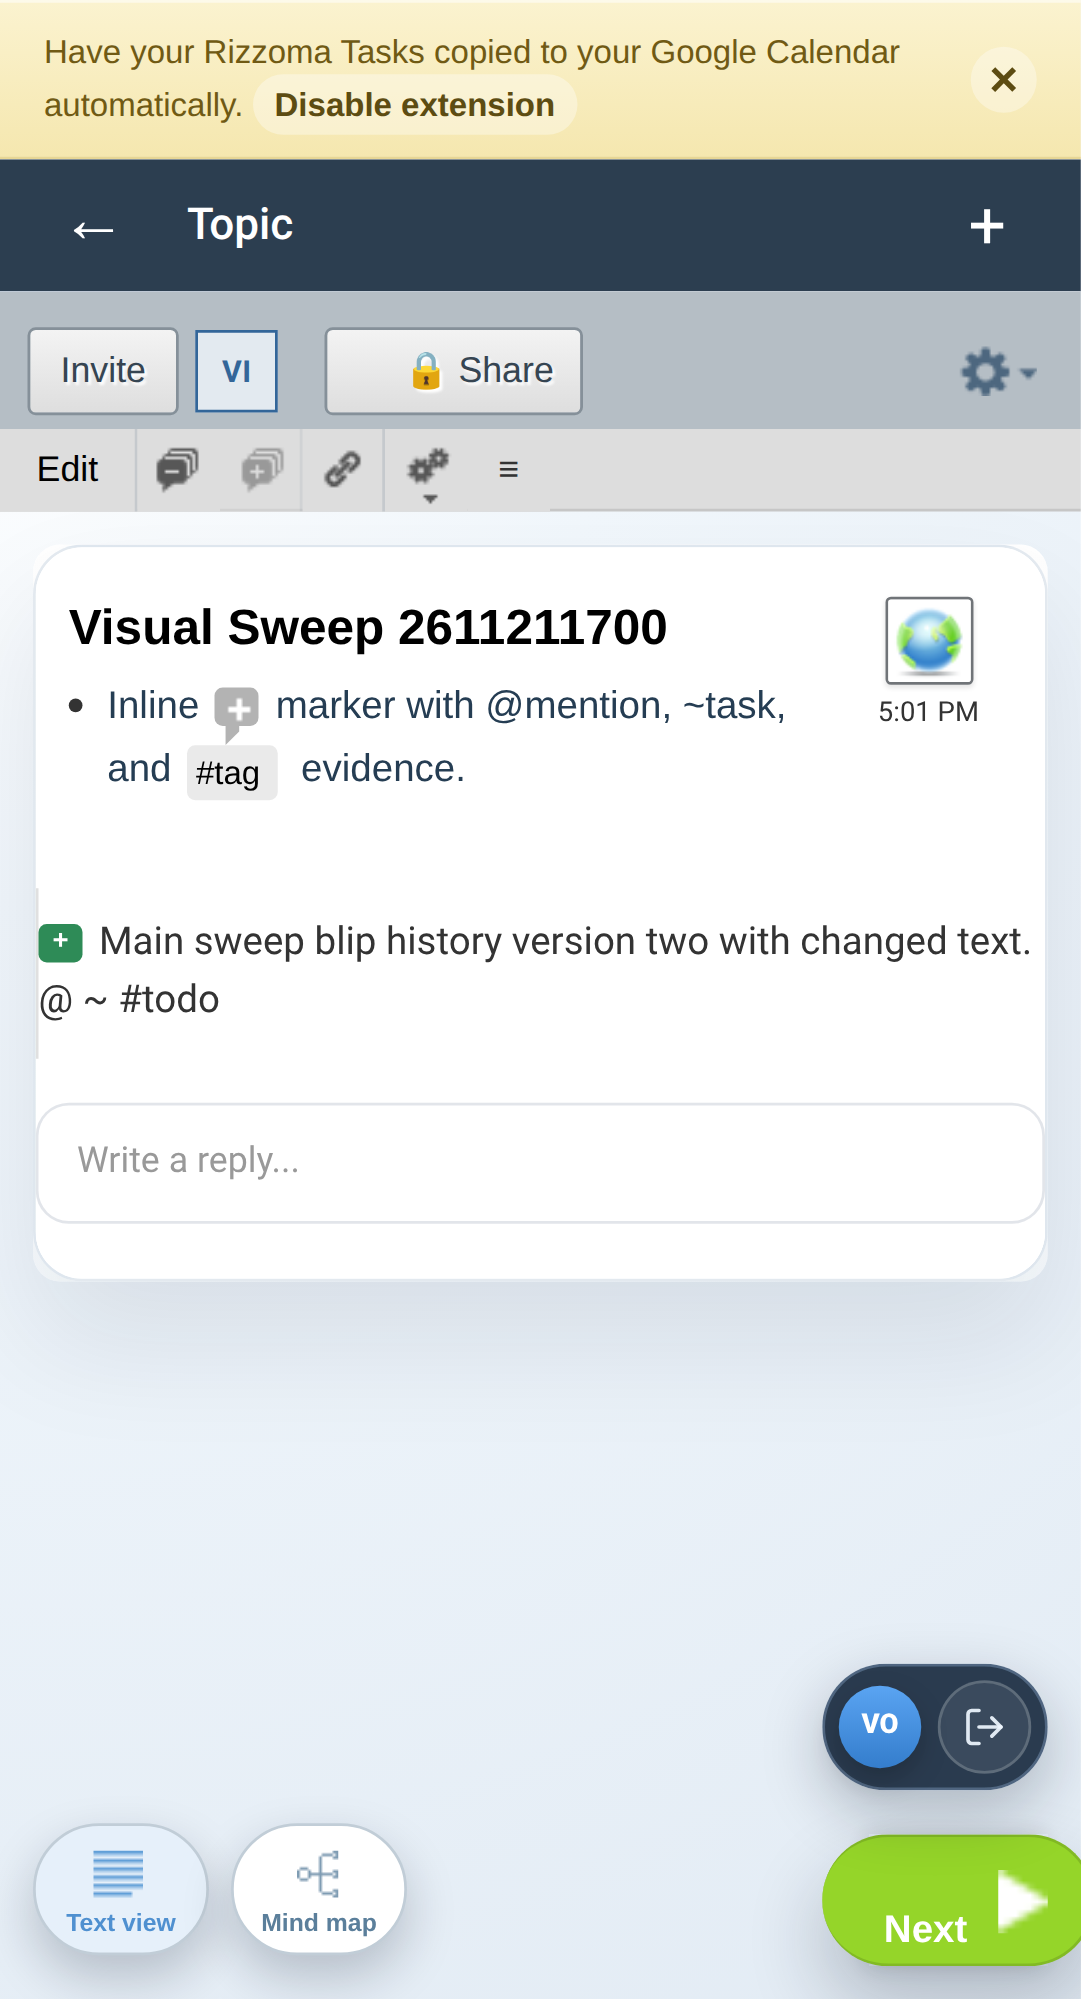 Have your Rizzoma Tasks copied to your Google Calendar
automatically. Disable extension
Topic
Invite VI 🔒 Share
Edit
Visual Sweep 2611211700
Inline marker with @mention, ~task,
and #tag evidence.
5:01 PM
Main sweep blip history version two with changed text.
@ ~ #todo
Write a reply...
vo
Text view
Mind map
Next